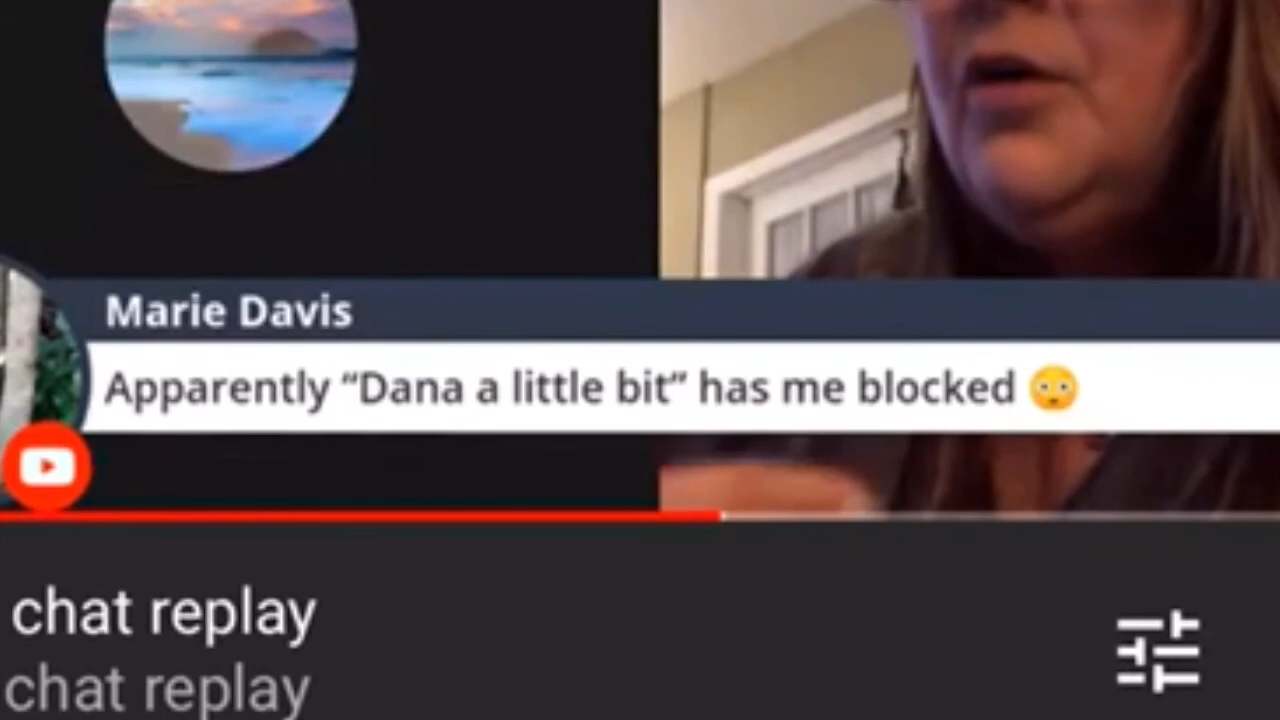 Marie Davis
Apparently “Dana a little bit” has me blocked 😳
chat replay
chat replay